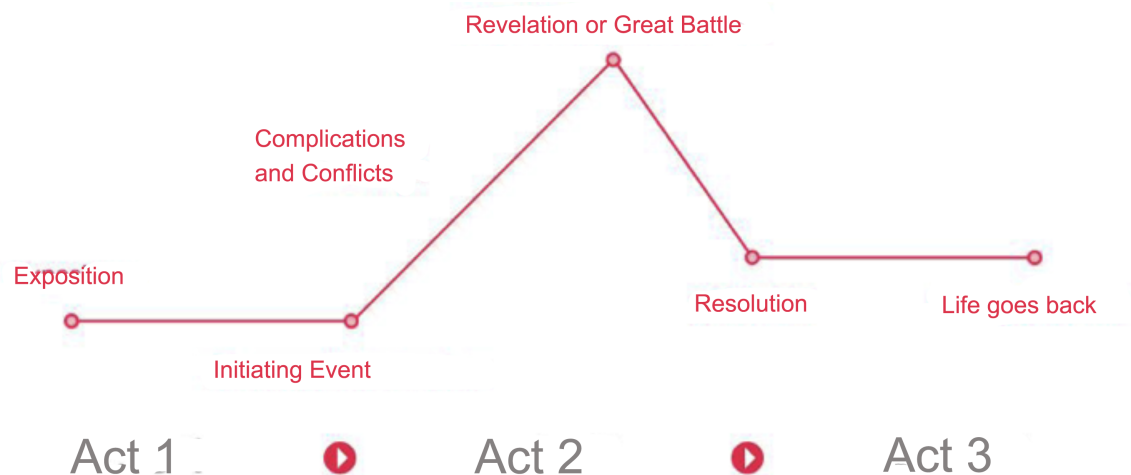 Revelation or Great Battle
Complications
and Conflicts
Exposition
Resolution
Life goes back
Initiating Event
Act 1
Act 2
Act 3